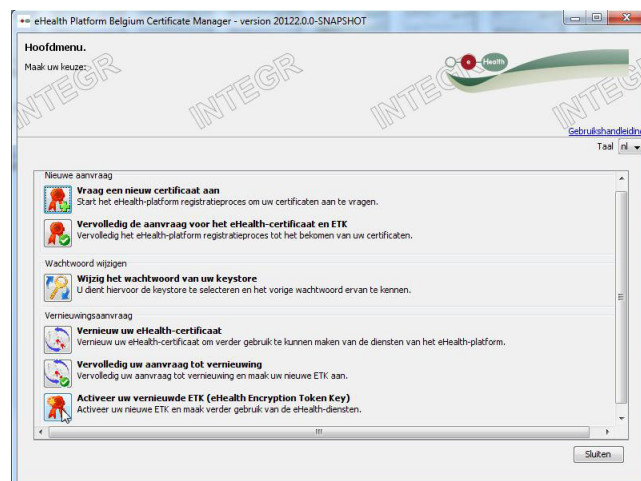 eHealth Platform Belgium Certificate Manager - version 20122.0.0-SNAPSHOT
Hoofdmenu.
Maak uw keuze:
INTEGR
INTEGR
INTEGR
INTEGR
Health
Gebruikshandleiding
Taal nl
Nieuwe aanvraag
Vraag een nieuw certificaat aan
Start het eHealth-platform registratieproces om uw certificaten aan te vragen.
Vervolledig de aanvraag voor het eHealth-certificaat en ETK
Vervolledig het eHealth-platform registratieproces tot het bekomen van uw certificaten.
Wachtwoord wijzigen
Wijzig het wachtwoord van uw keystore
U dient hiervoor de keystore te selecteren en het vorige wachtwoord ervan te kennen.
Vernieuwingsaanvraag
Vernieuw uw eHealth-certificaat
Vernieuw uw eHealth-certificaat om verder gebruik te kunnen maken van de diensten van het eHealth-platform.
Vervolledig uw aanvraag tot vernieuwing
Vervolledig uw aanvraag tot vernieuwing en maak uw nieuwe ETK aan.
Activeer uw vernieuwde ETK (eHealth Encryption Token Key)
Activeer uw nieuwe ETK en maak verder gebruik van de eHealth-diensten.
Sluiten